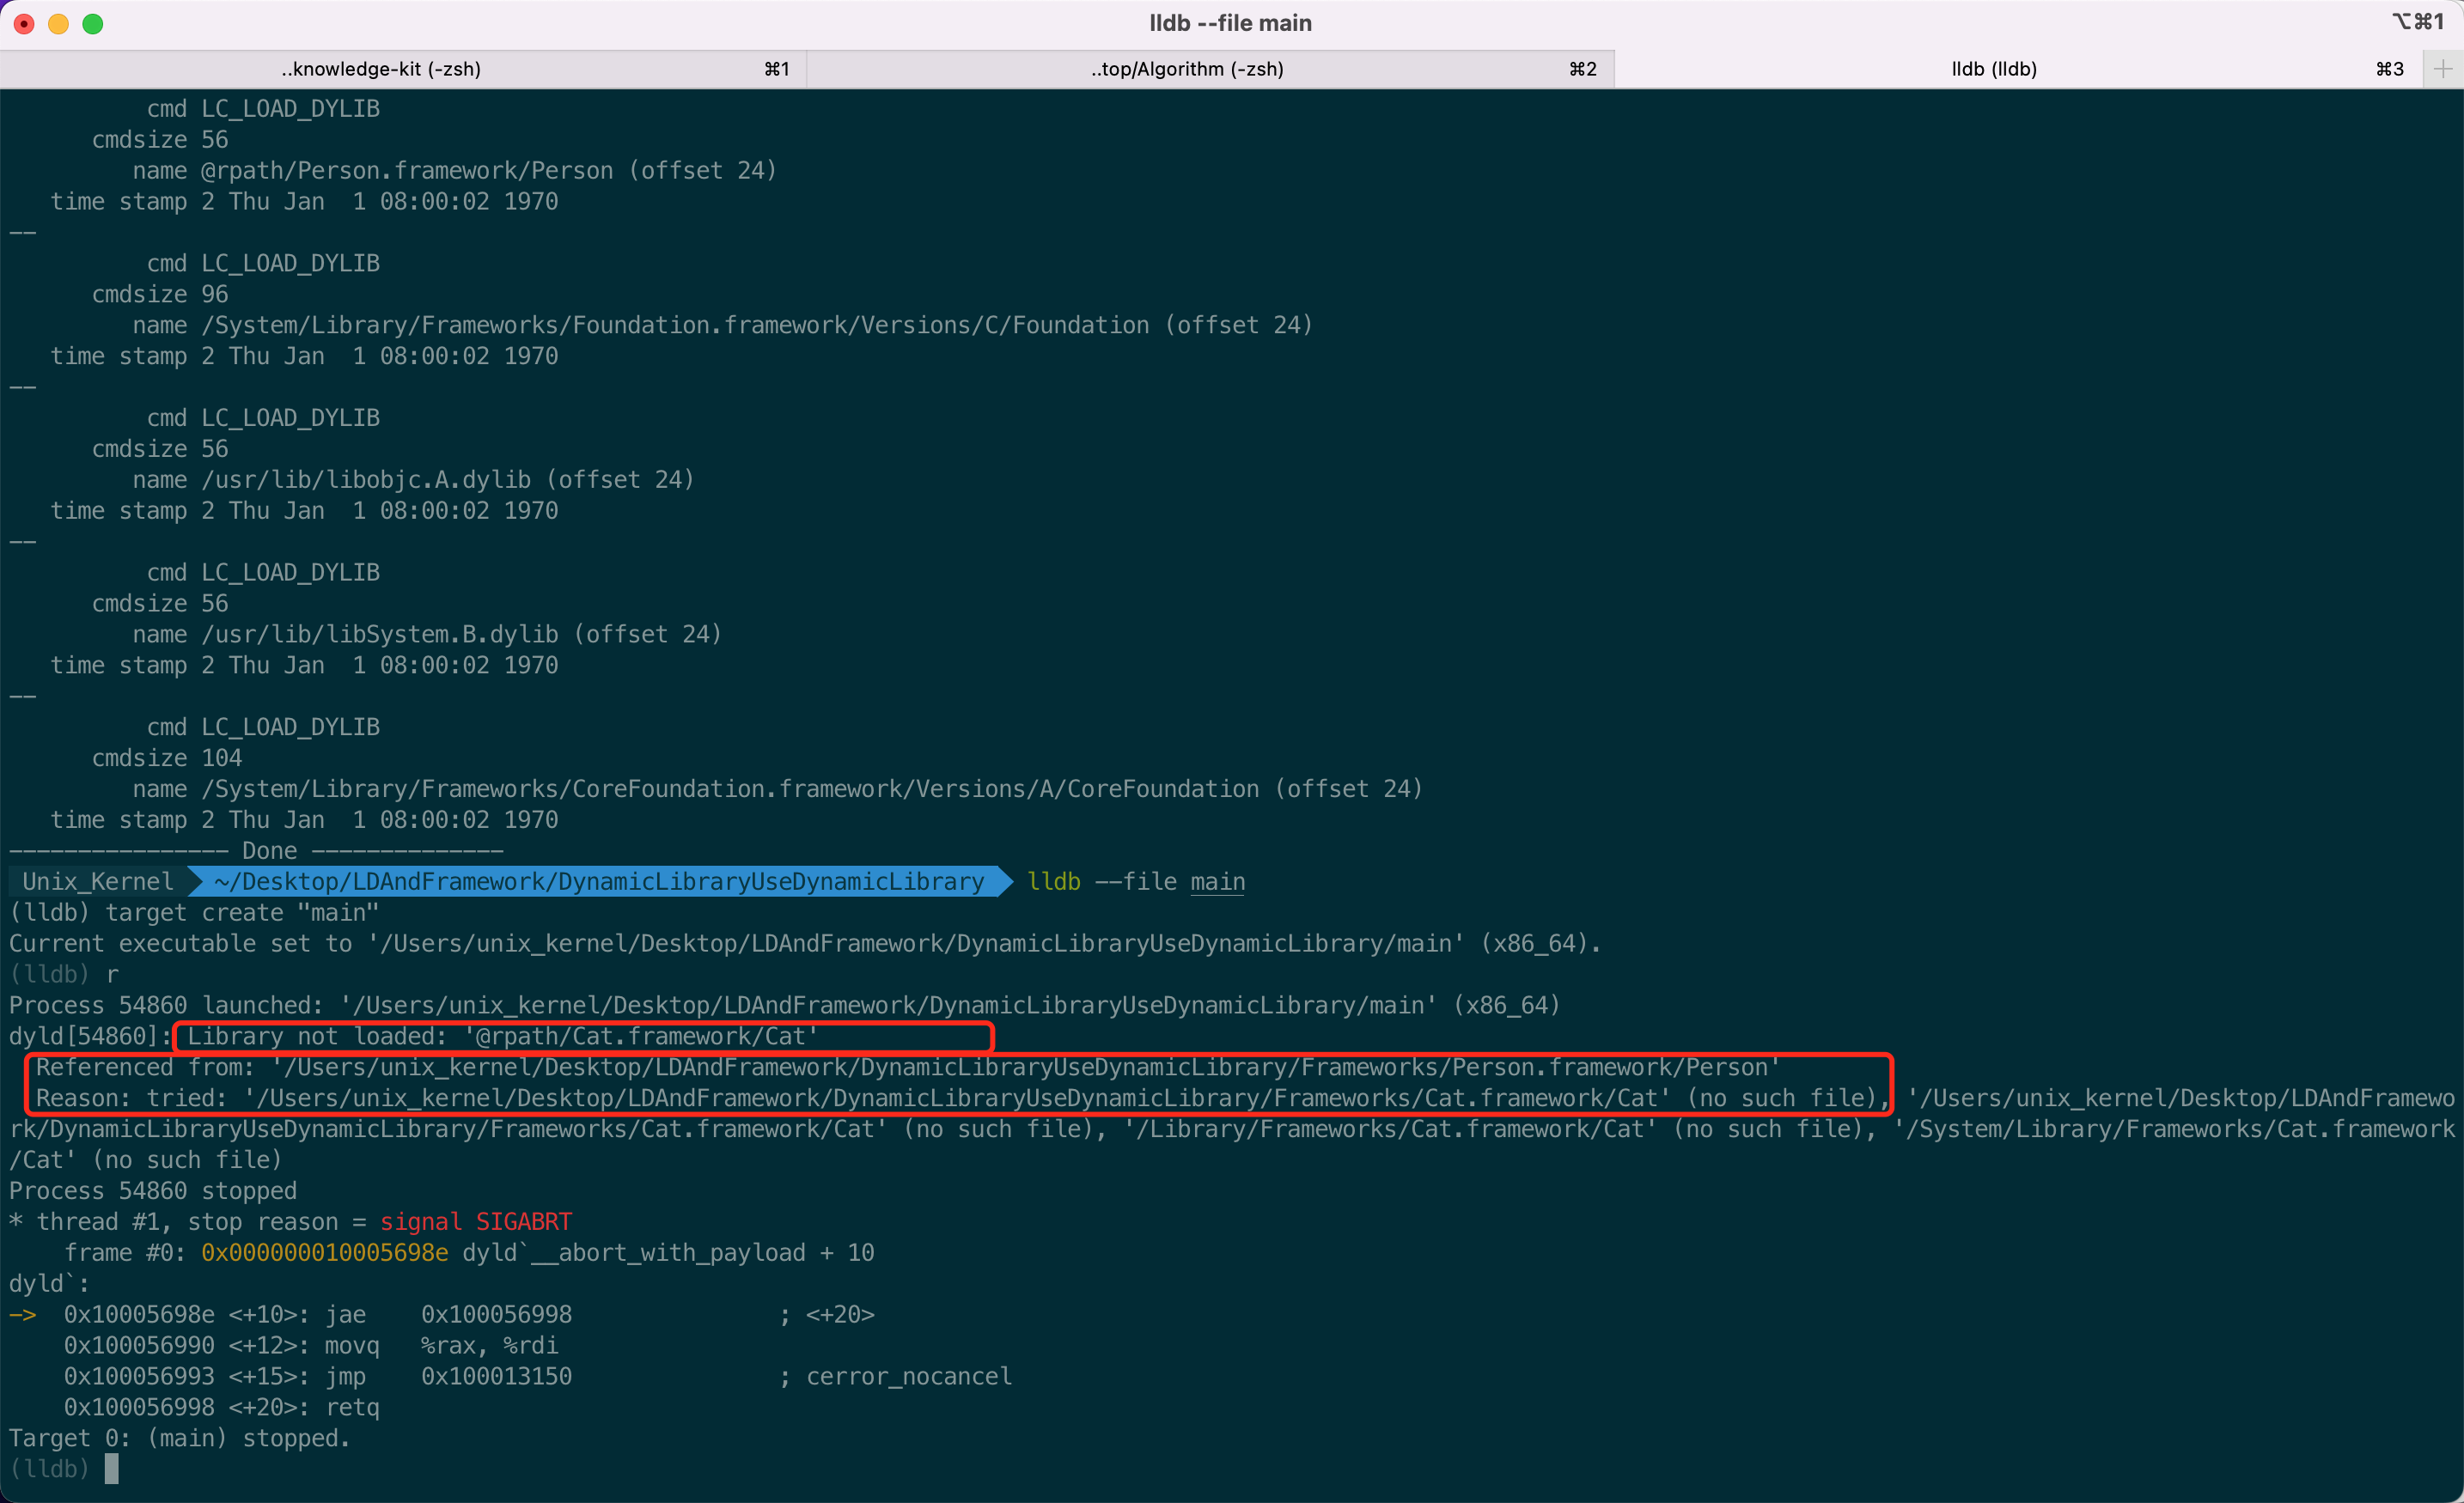 lldb --file main
⌥⌘1
..knowledge-kit (-zsh) ⌘1 ..top/Algorithm (-zsh) ⌘2 lldb (lldb) ⌘3 +
cmd LC_LOAD_DYLIB
cmdsize 56
name @rpath/Person.framework/Person (offset 24)
time stamp 2 Thu Jan  1 08:00:02 1970
--
cmd LC_LOAD_DYLIB
cmdsize 96
name /System/Library/Frameworks/Foundation.framework/Versions/C/Foundation (offset 24)
time stamp 2 Thu Jan  1 08:00:02 1970
--
cmd LC_LOAD_DYLIB
cmdsize 56
name /usr/lib/libobjc.A.dylib (offset 24)
time stamp 2 Thu Jan  1 08:00:02 1970
--
cmd LC_LOAD_DYLIB
cmdsize 56
name /usr/lib/libSystem.B.dylib (offset 24)
time stamp 2 Thu Jan  1 08:00:02 1970
--
cmd LC_LOAD_DYLIB
cmdsize 104
name /System/Library/Frameworks/CoreFoundation.framework/Versions/A/CoreFoundation (offset 24)
time stamp 2 Thu Jan  1 08:00:02 1970
---------------- Done --------------
Unix_Kernel ~/Desktop/LDAndFramework/DynamicLibraryUseDynamicLibrary lldb --file main
(lldb) target create "main"
Current executable set to '/Users/unix_kernel/Desktop/LDAndFramework/DynamicLibraryUseDynamicLibrary/main' (x86_64).
(lldb) r
Process 54860 launched: '/Users/unix_kernel/Desktop/LDAndFramework/DynamicLibraryUseDynamicLibrary/main' (x86_64)
dyld[54860]: Library not loaded: '@rpath/Cat.framework/Cat'
Referenced from: '/Users/unix_kernel/Desktop/LDAndFramework/DynamicLibraryUseDynamicLibrary/Frameworks/Person.framework/Person'
Reason: tried: '/Users/unix_kernel/Desktop/LDAndFramework/DynamicLibraryUseDynamicLibrary/Frameworks/Cat.framework/Cat' (no such file), '/Users/unix_kernel/Desktop/LDAndFramewo
rk/DynamicLibraryUseDynamicLibrary/Frameworks/Cat.framework/Cat' (no such file), '/Library/Frameworks/Cat.framework/Cat' (no such file), '/System/Library/Frameworks/Cat.framework
/Cat' (no such file)
Process 54860 stopped
* thread #1, stop reason = signal SIGABRT
frame #0: 0x000000010005698e dyld`__abort_with_payload + 10
dyld`:
->  0x10005698e <+10>: jae    0x100056998               ; <+20>
0x100056990 <+12>: movq   %rax, %rdi
0x100056993 <+15>: jmp    0x100013150               ; cerror_nocancel
0x100056998 <+20>: retq
Target 0: (main) stopped.
(lldb)